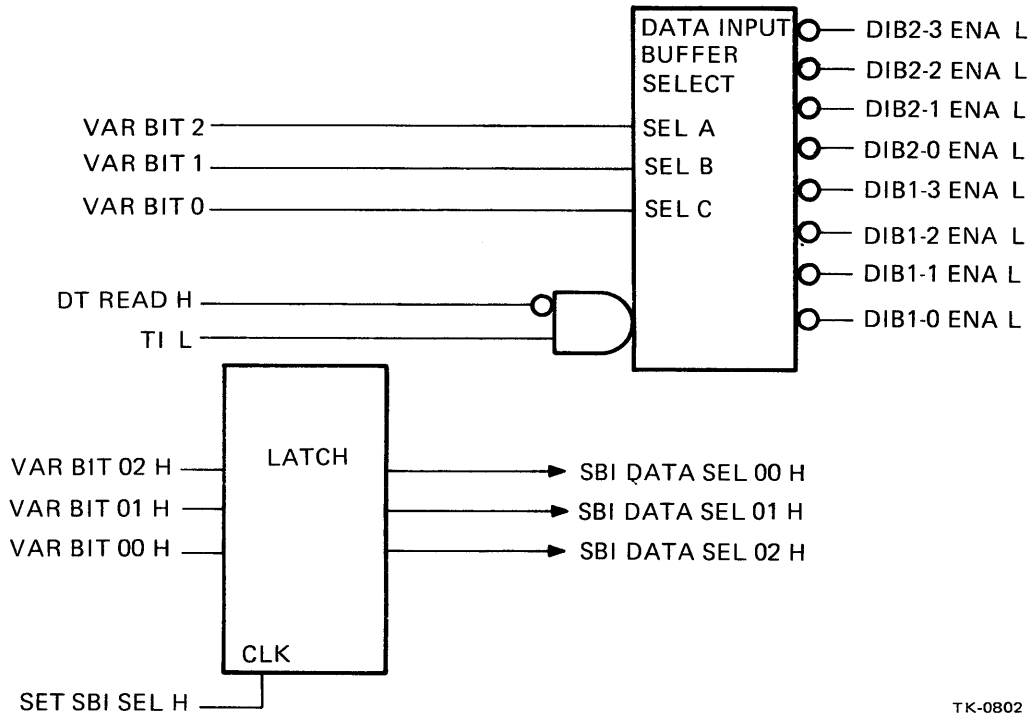 DATA INPUT
BUFFER
SELECT
DIB2-3 ENA L
DIB2-2 ENA L
DIB2-1 ENA L
DIB2-0 ENA L
DIB1-3 ENA L
DIB1-2 ENA L
DIB1-1 ENA L
DIB1-0 ENA L
VAR BIT 2
SEL A
VAR BIT 1
SEL B
VAR BIT 0
SEL C
DT READ H
TI L
LATCH
VAR BIT 02 H
SBI DATA SEL 00 H
VAR BIT 01 H
SBI DATA SEL 01 H
VAR BIT 00 H
SBI DATA SEL 02 H
CLK
SET SBI SEL H
TK-0802